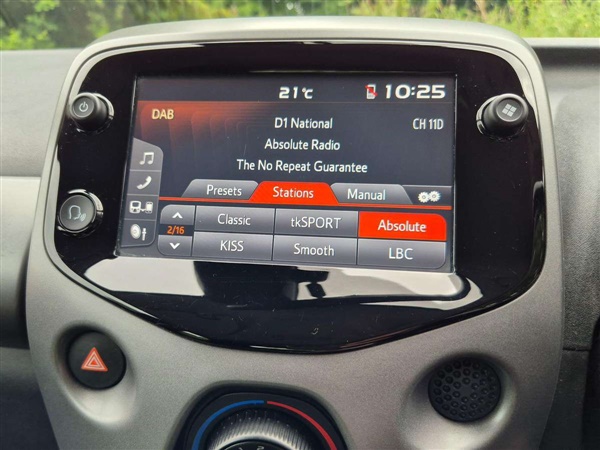 21°C 10:25
DAB
D1 National CH 11D
Absolute Radio
The No Repeat Guarantee
Presets Stations Manual
Classic tkSPORT Absolute
2/16
KISS Smooth LBC